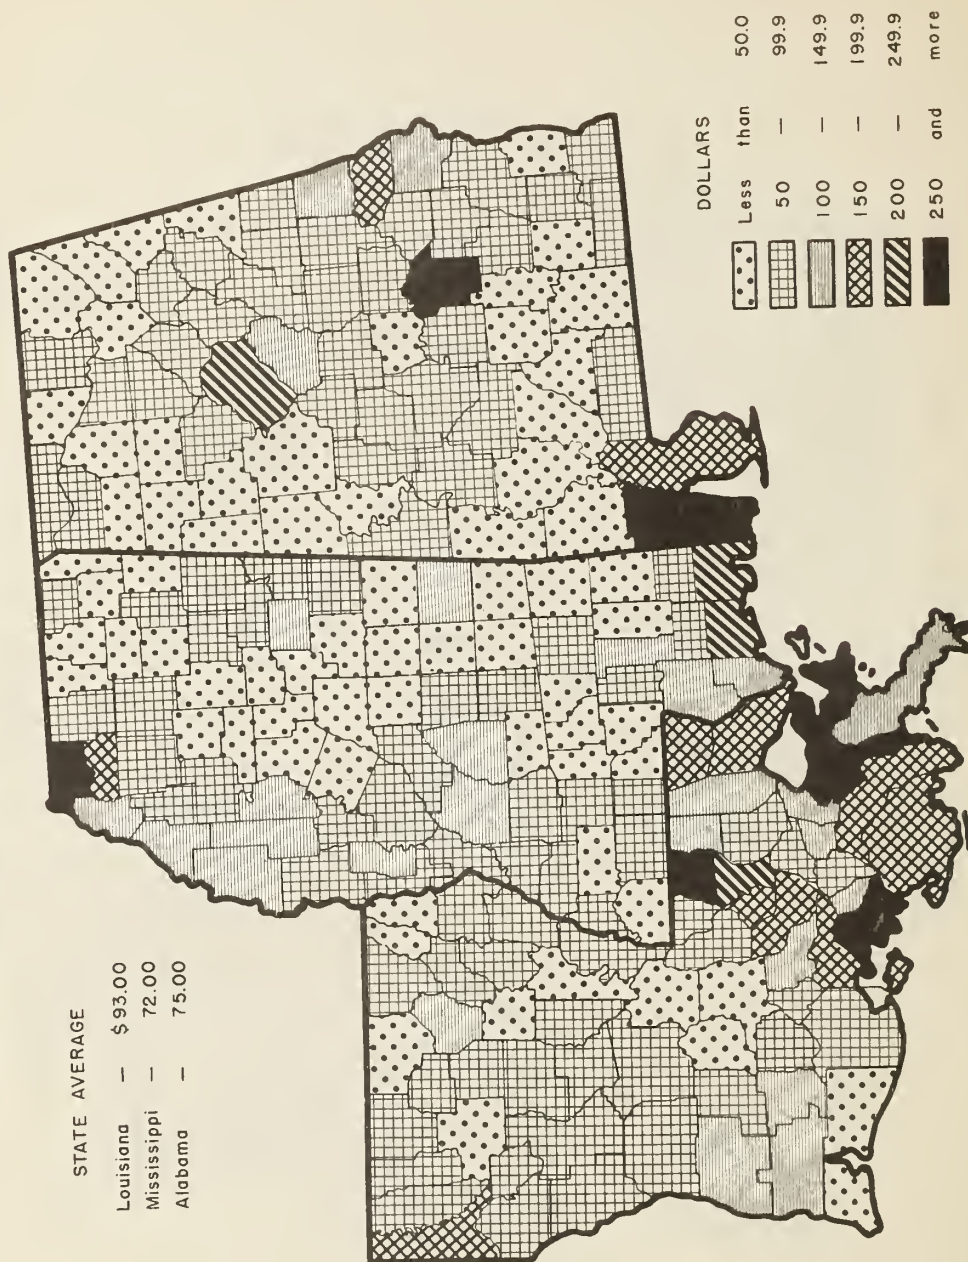 STATE AVERAGE
Louisiana — $93.00
Mississippi — 72.00
Alabama — 75.00
DOLLARS
Less than 50.0
50 — 99.9
100 — 149.9
150 — 199.9
200 — 249.9
250 and more